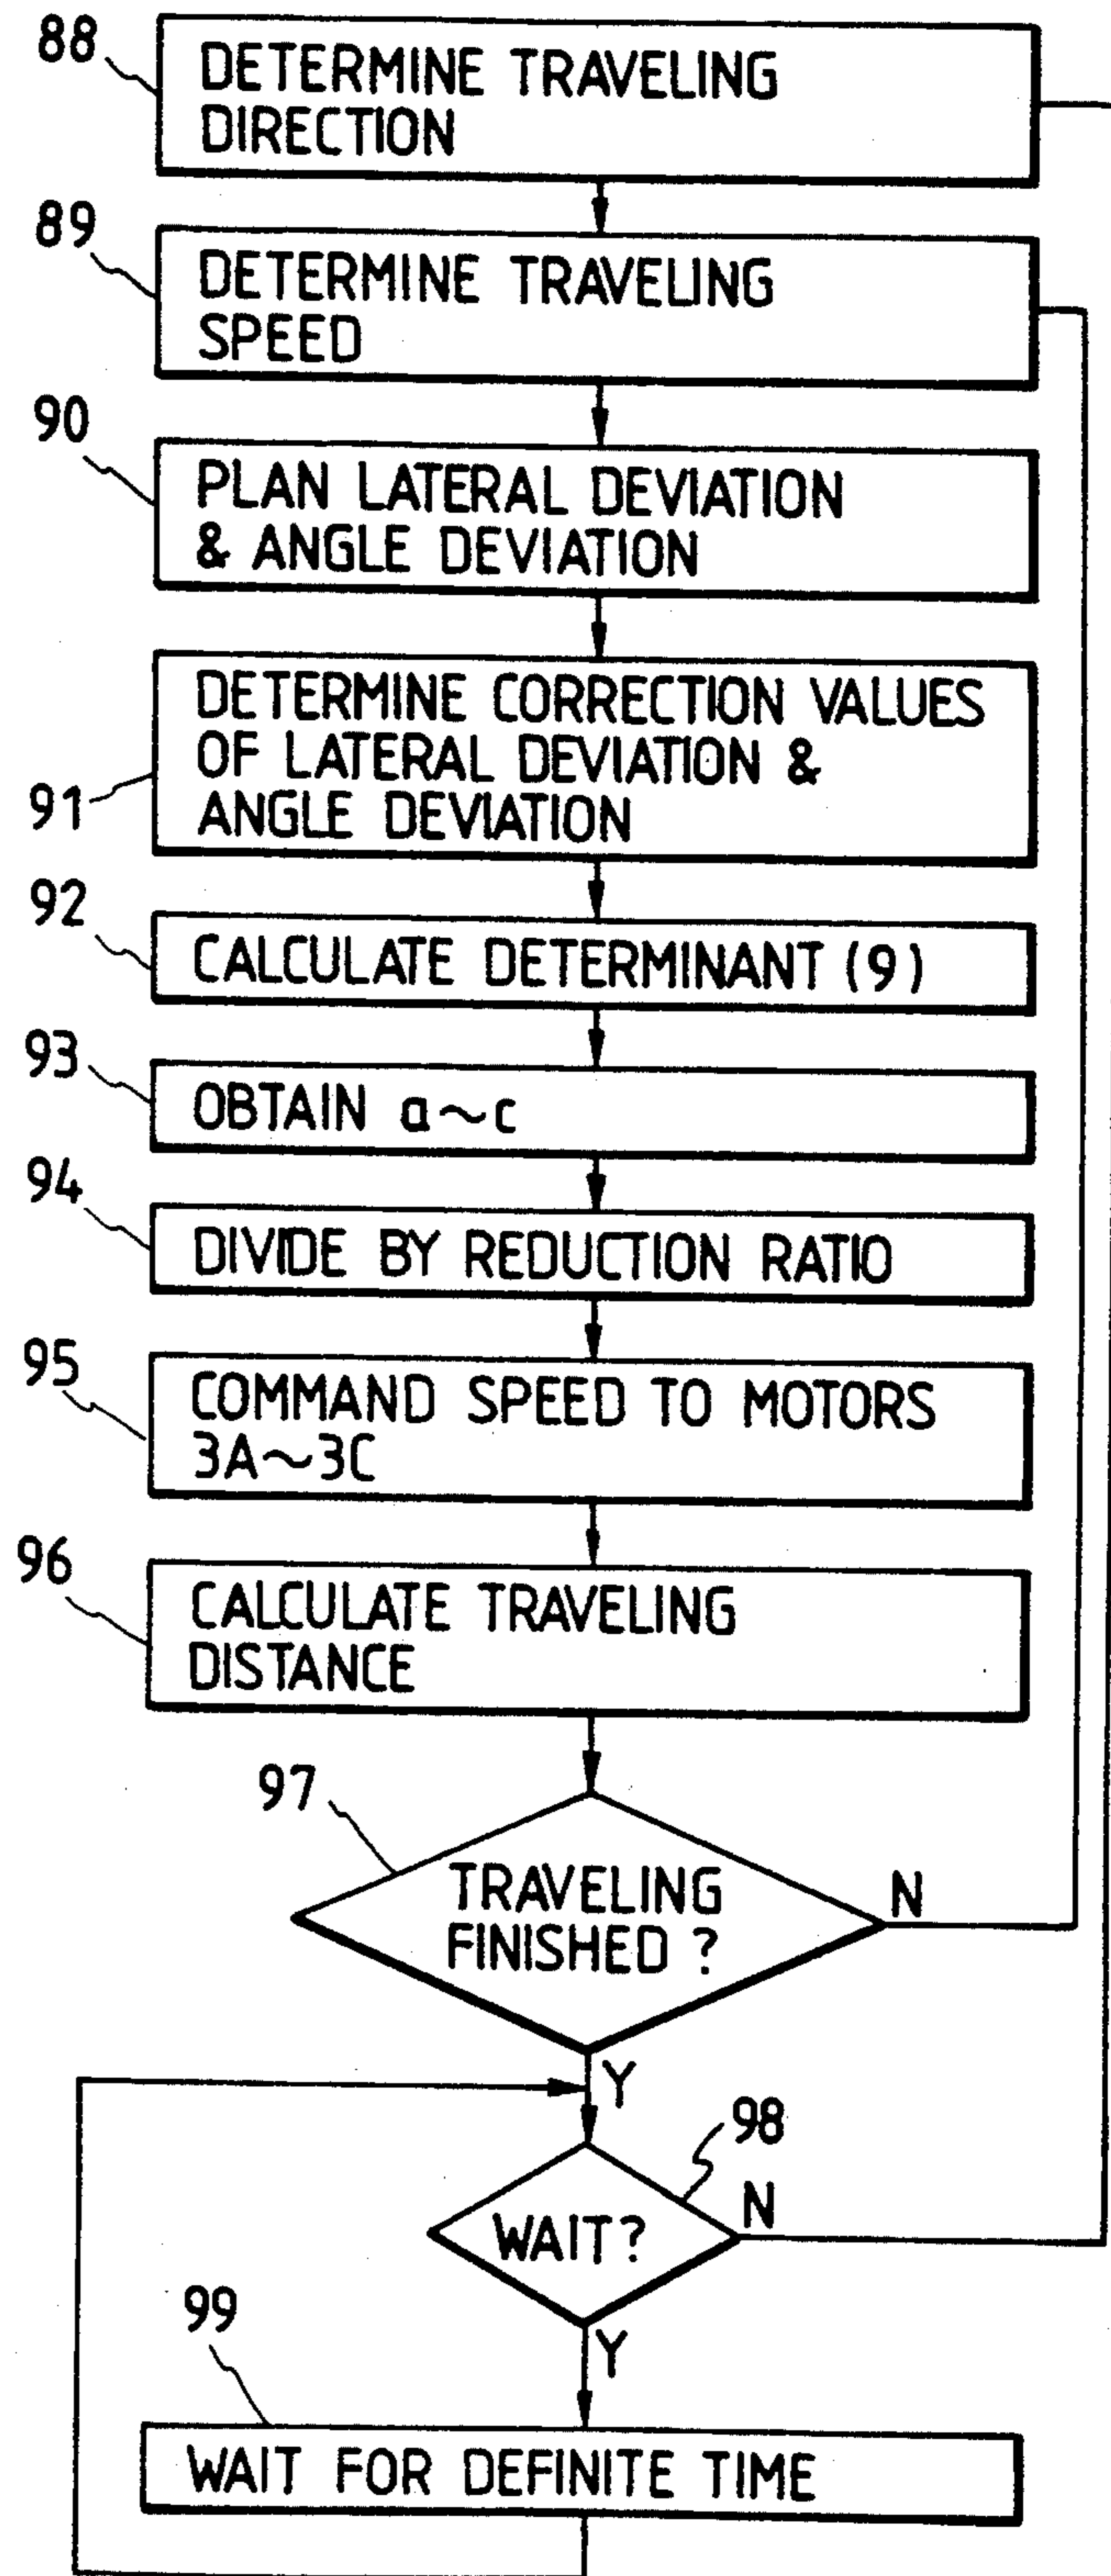 88
DETERMINE TRAVELING
DIRECTION
89
DETERMINE TRAVELING
SPEED
90
PLAN LATERAL DEVIATION
& ANGLE DEVIATION
91
DETERMINE CORRECTION VALUES
OF LATERAL DEVIATION &
ANGLE DEVIATION
92
CALCULATE DETERMINANT (9)
93
OBTAIN a~c
94
DIVIDE BY REDUCTION RATIO
95
COMMAND SPEED TO MOTORS
3A~3C
96
CALCULATE TRAVELING
DISTANCE
97
TRAVELING
FINISHED ?
N
Y
98
WAIT?
N
Y
99
WAIT FOR DEFINITE TIME